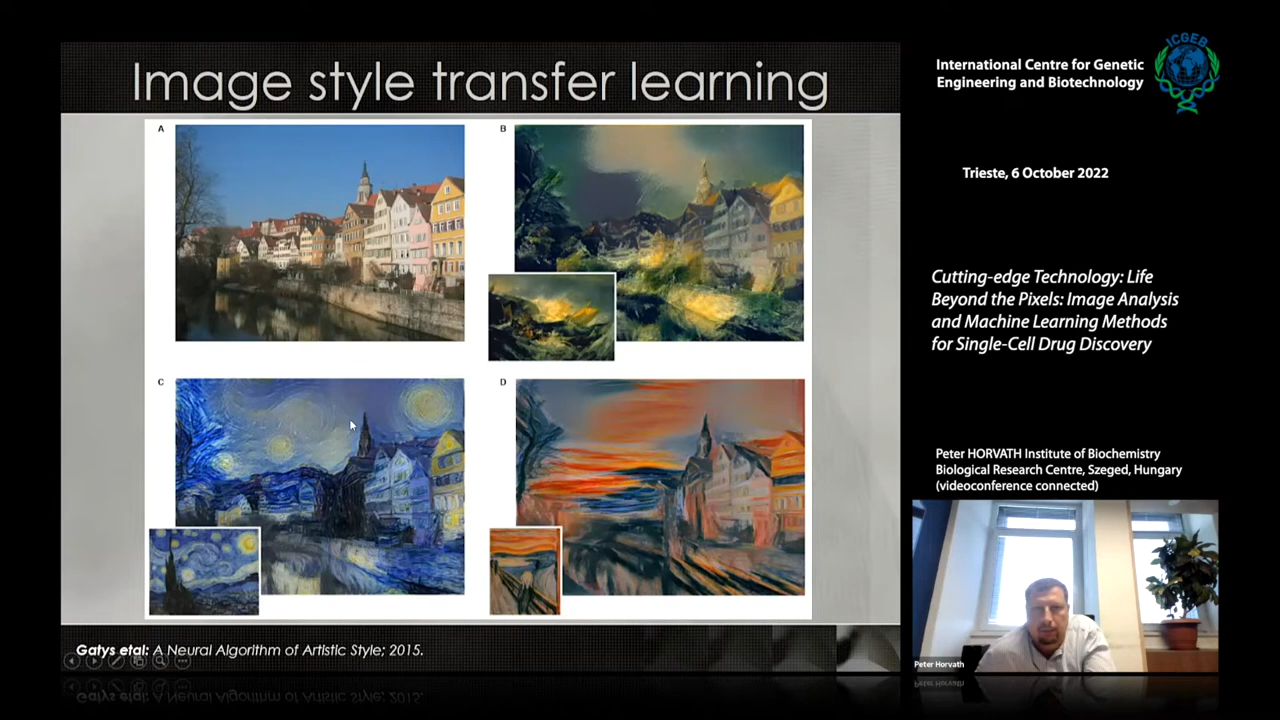 Image style transfer learning
A
B
C
D
Gatys etal: A Neural Algorithm of Artistic Style; 2015.
International Centre for Genetic
Engineering and Biotechnology
ICGEB
Trieste, 6 October 2022
Cutting-edge Technology: Life
Beyond the Pixels: Image Analysis
and Machine Learning Methods
for Single-Cell Drug Discovery
Peter HORVATH Institute of Biochemistry
Biological Research Centre, Szeged, Hungary
(videoconference connected)
Peter Horvath